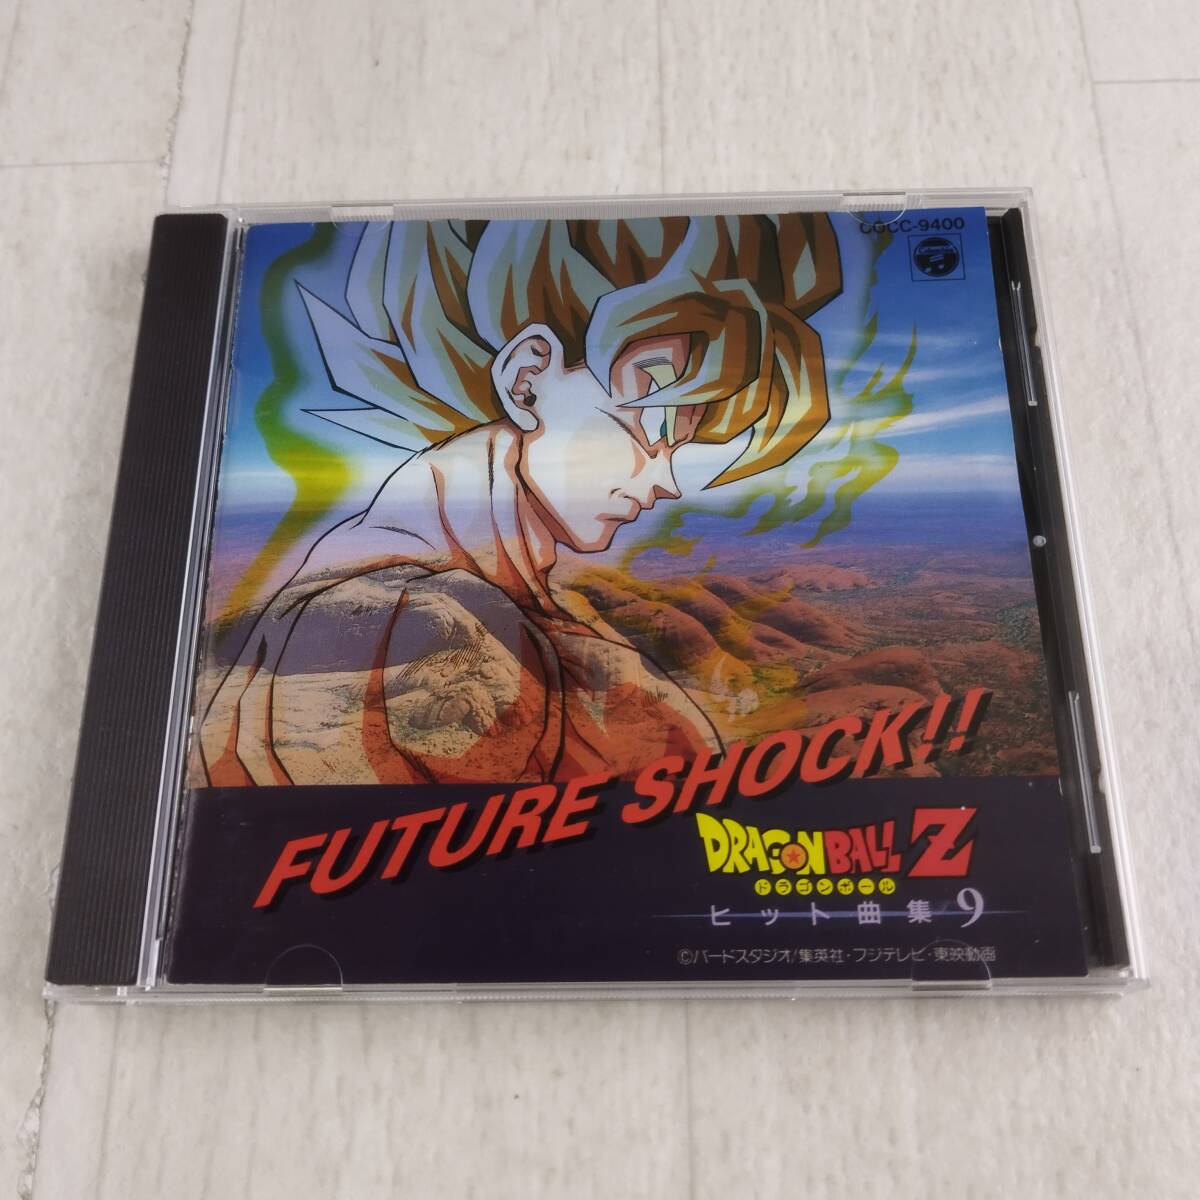 COCC-9400
Columbia
FUTURE SHOCK!!
DRAGON BALL Z
ドラゴンボール
ヒット曲集 9
©バードスタジオ/集英社・フジテレビ・東映動画